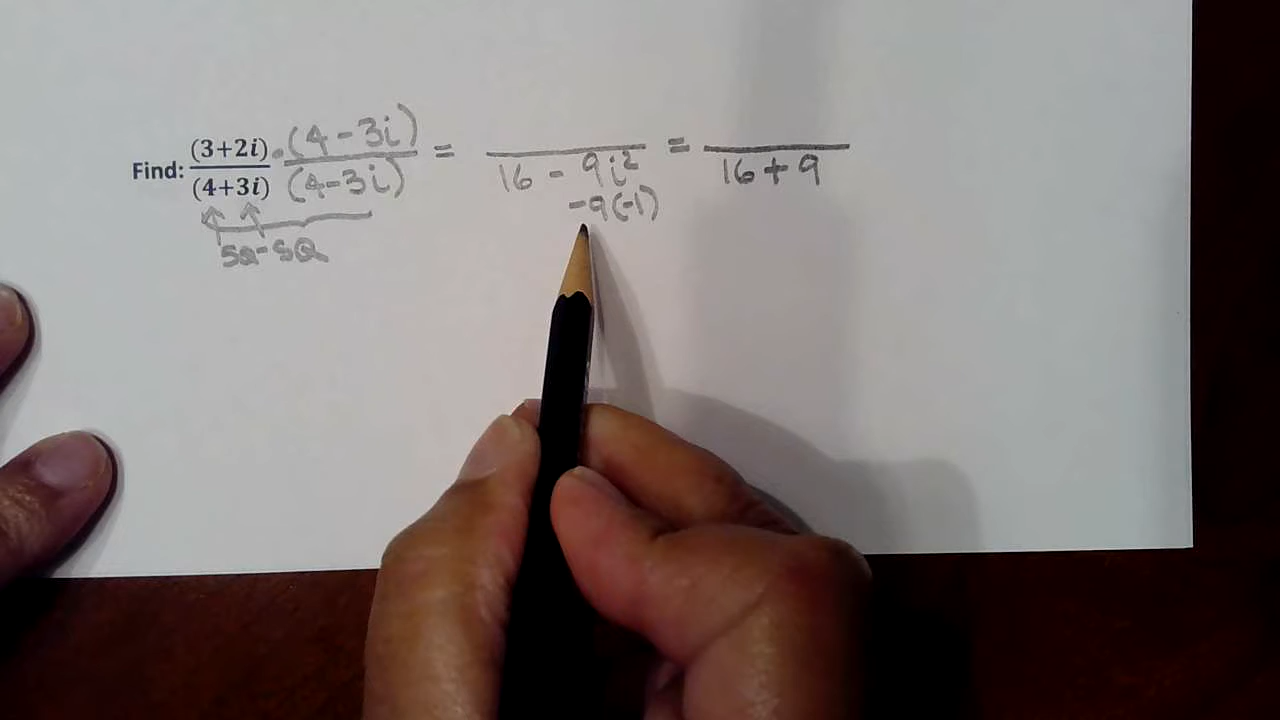 Find: (3+2i)/(4+3i) · (4-3i)/(4-3i) = /16 - 9i² = /16 + 9
-9(-1)
SQ-SQ